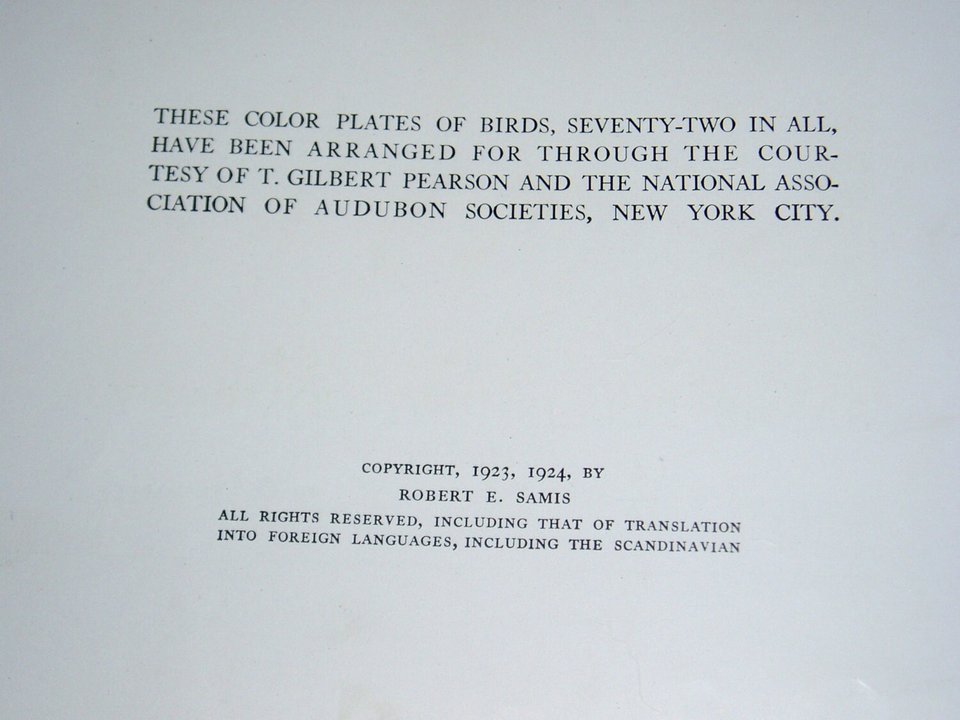 THESE COLOR PLATES OF BIRDS, SEVENTY-TWO IN ALL,
HAVE BEEN ARRANGED FOR THROUGH THE COUR-
TESY OF T. GILBERT PEARSON AND THE NATIONAL ASSO-
CIATION OF AUDUBON SOCIETIES, NEW YORK CITY.
COPYRIGHT, 1923, 1924, BY
ROBERT E. SAMIS
ALL RIGHTS RESERVED, INCLUDING THAT OF TRANSLATION
INTO FOREIGN LANGUAGES, INCLUDING THE SCANDINAVIAN